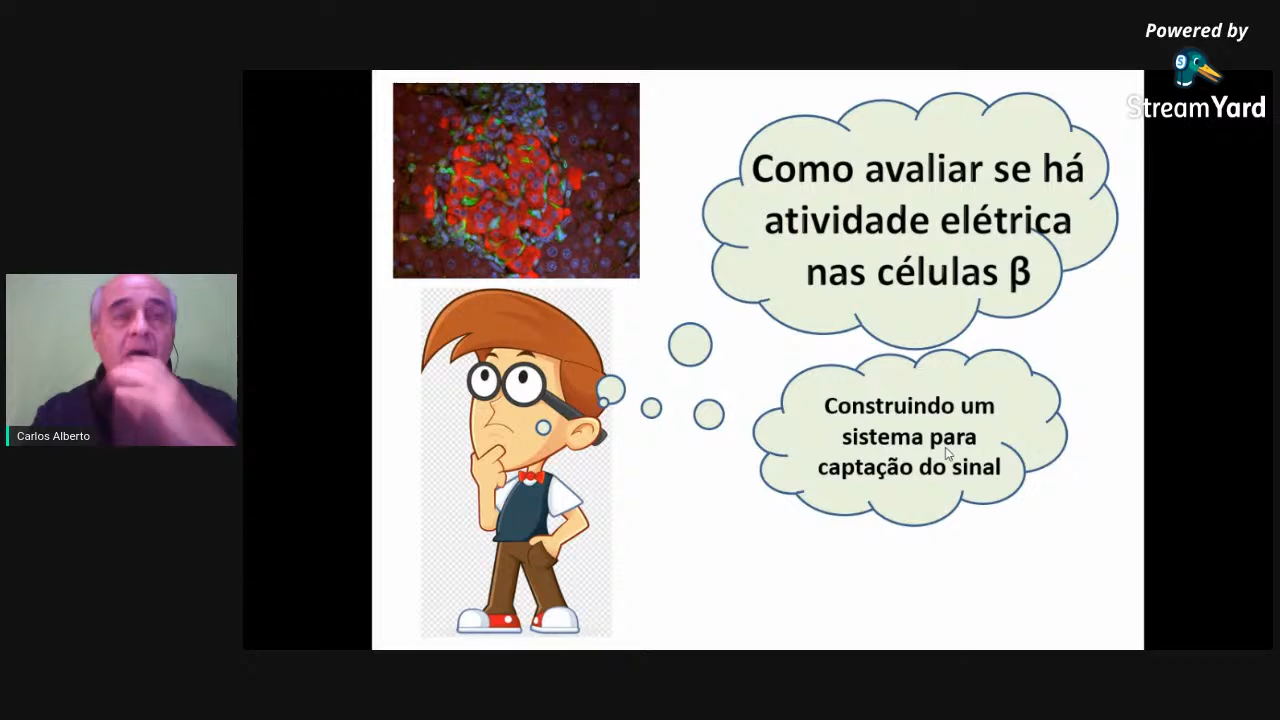 Powered by
StreamYard
Como avaliar se há
atividade elétrica
nas células β
Construindo um
sistema para
captação do sinal
Carlos Alberto